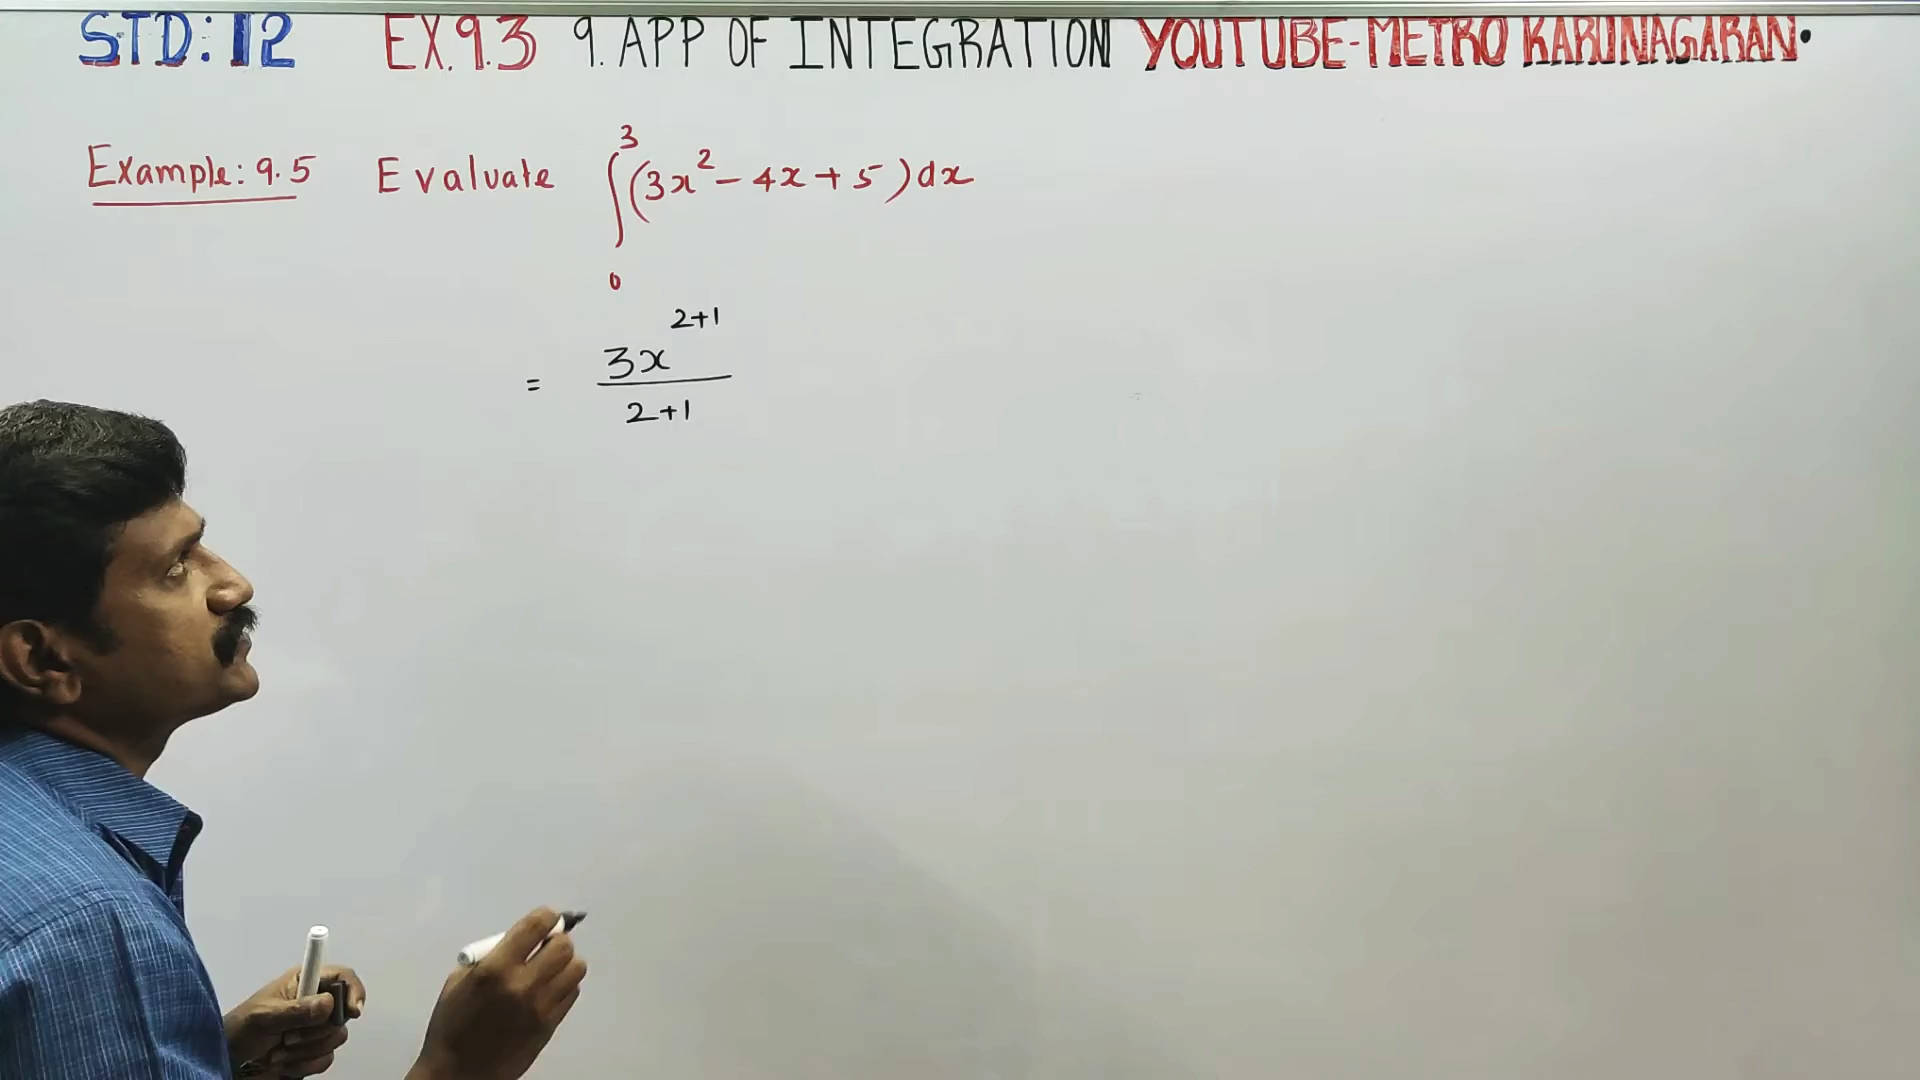 STD: 12 EX.9.3 9. APP OF INTEGRATION YOUTUBE-METRO KARUNAGARAN.
Example: 9.5 Evaluate ∫₀³ (3x² - 4x + 5) dx
= 3x^(2+1) / (2+1)